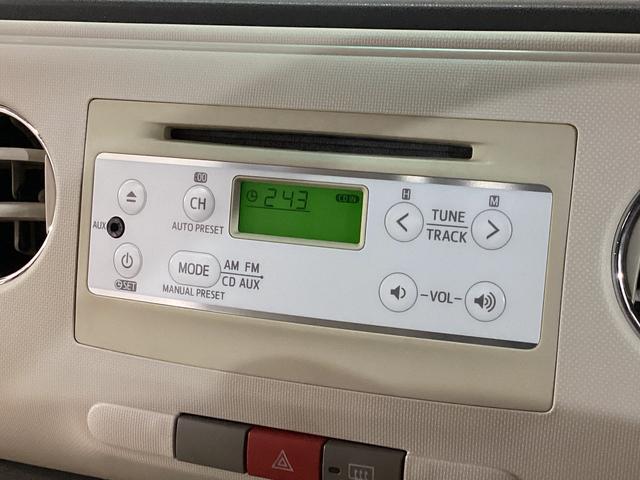 :00
CH
AUTO PRESET
AUX
SET
MODE
AM FM
CD AUX
MANUAL PRESET
2 43
CD IN
H
M
TUNE
TRACK
-VOL-